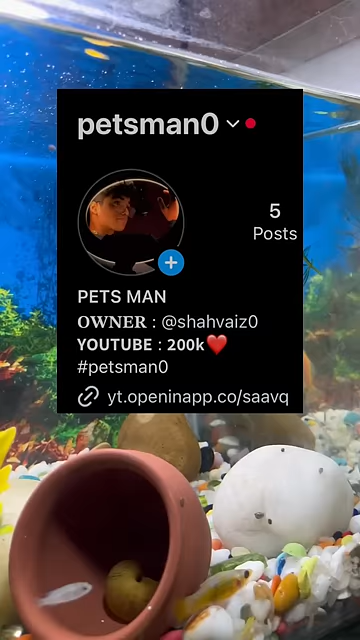 petsman0
5
Posts
PETS MAN
OWNER : @shahvaiz0
YOUTUBE : 200k❤️
#petsman0
yt.openinapp.co/saavq